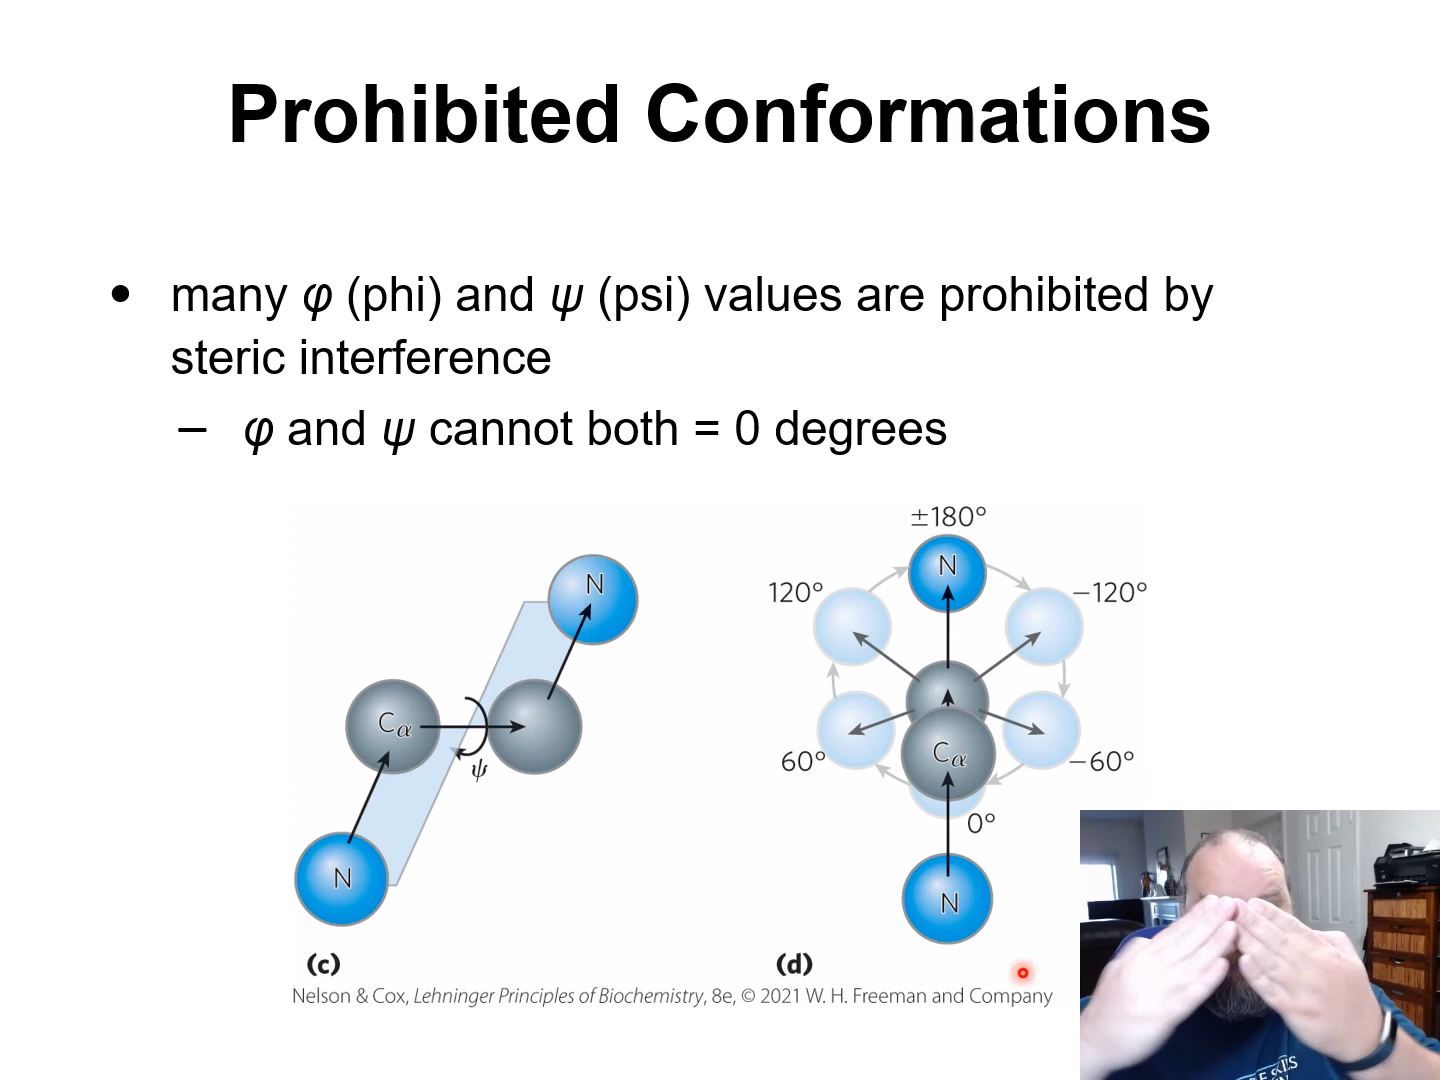 Prohibited Conformations
• many φ (phi) and ψ (psi) values are prohibited by
steric interference
– φ and ψ cannot both = 0 degrees
±180°
N
N
120°
−120°
Cα
ψ
Cα
60°
−60°
0°
N
N
(c)
(d)
Nelson & Cox, Lehninger Principles of Biochemistry, 8e, © 2021 W. H. Freeman and Company